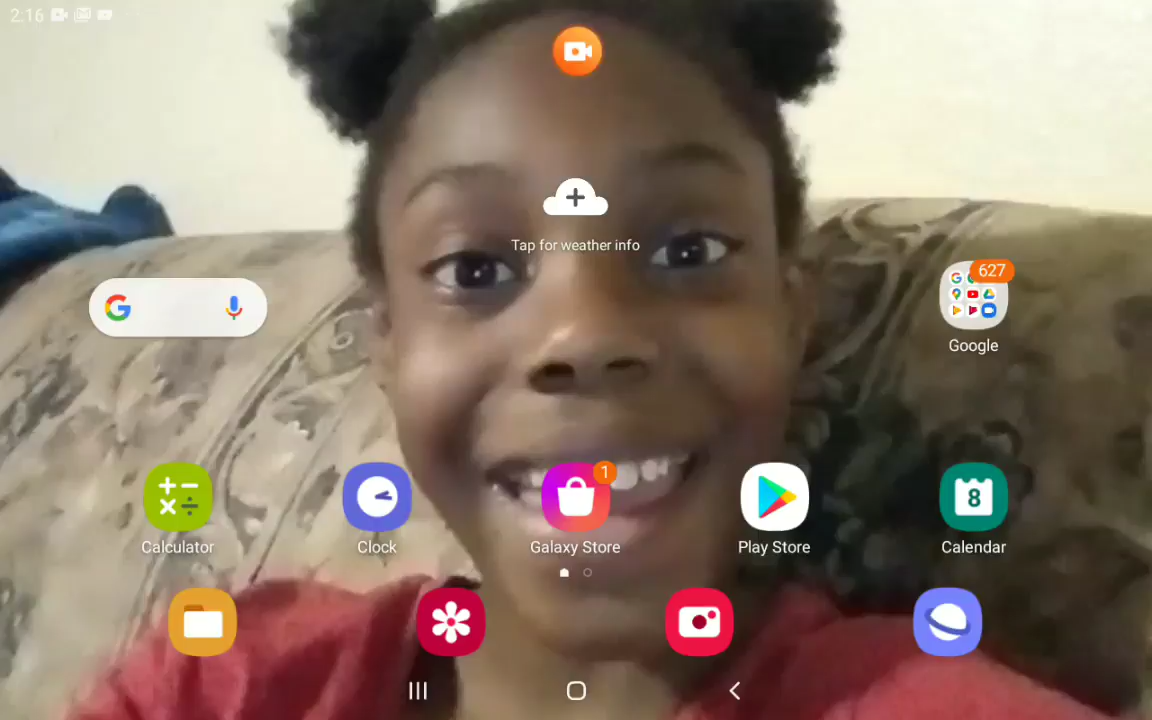 2:16
Tap for weather info
627
Google
1
8
Calculator
Clock
Galaxy Store
Play Store
Calendar